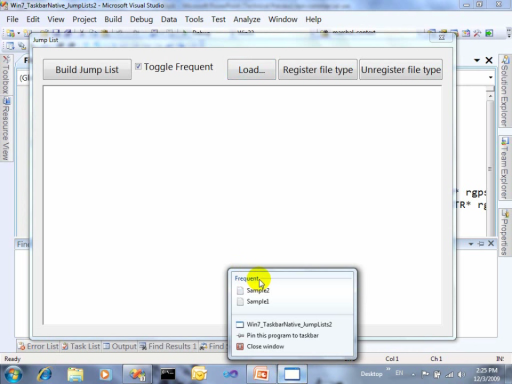 Win7_TaskbarNative_JumpLists2 - Microsoft Visual Studio
File Edit View Project Build Debug Data Tools Test Analyze Window Help
Jump List
Build Jump List Toggle Frequent Load... Register file type Unregister file type
Toolbox
Resource View
Solution Explorer
Team Explorer
Properties
* rgps
TR* rg
Frequent
Sample2
Sample1
Win7_TaskbarNative_JumpLists2
Pin this program to taskbar
Close window
Error List Task List Output Find Results 1 Find
Ready Col 1 Ch 1
Desktop EN 2:25 PM
12/3/2009